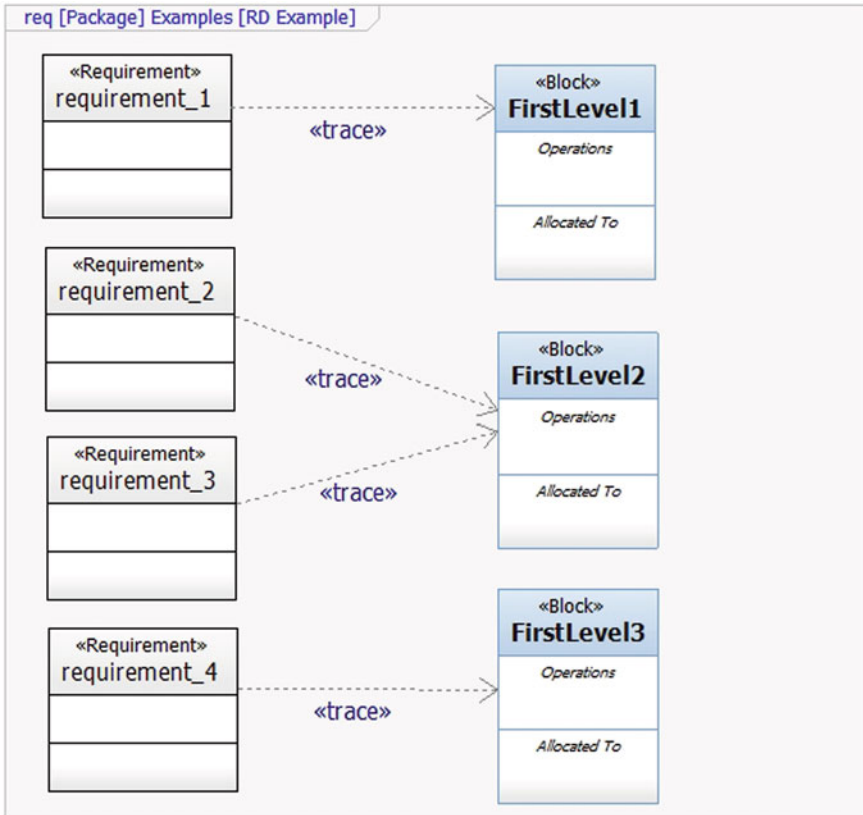 req [Package] Examples [RD Example]
«Requirement»
requirement_1
«trace»
«Block»
FirstLevel1
Operations
Allocated To
«Requirement»
requirement_2
«trace»
«Block»
FirstLevel2
Operations
Allocated To
«Requirement»
requirement_3
«trace»
«Requirement»
requirement_4
«trace»
«Block»
FirstLevel3
Operations
Allocated To